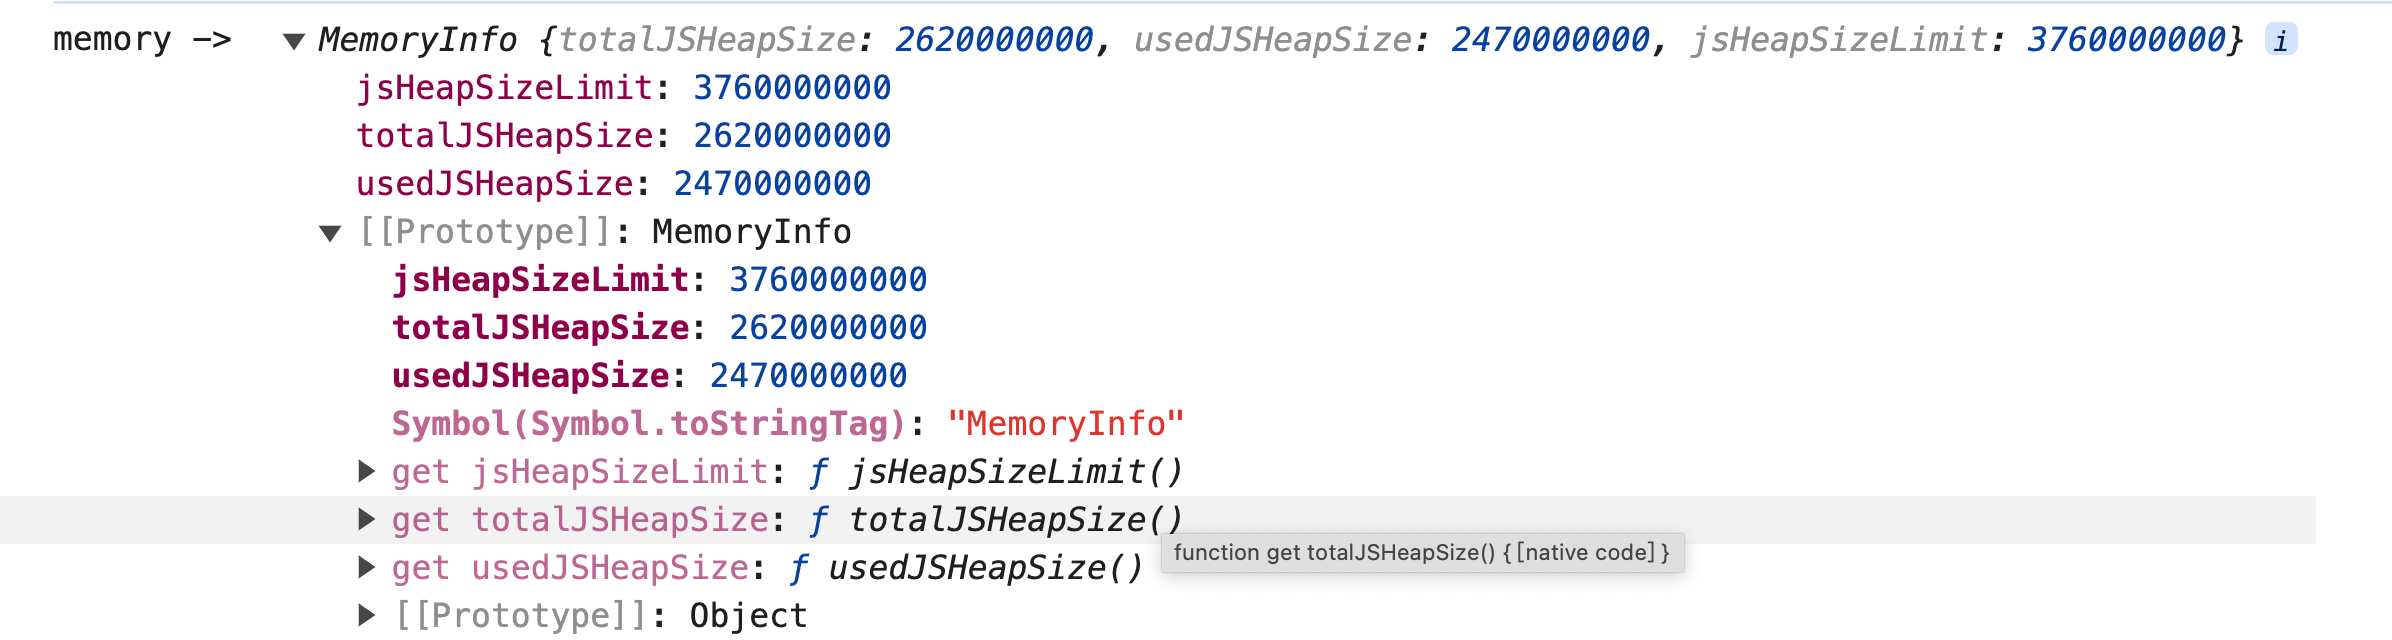 memory –> ▼ MemoryInfo {totalJSHeapSize: 2620000000, usedJSHeapSize: 2470000000, jsHeapSizeLimit: 3760000000} i
jsHeapSizeLimit: 3760000000
totalJSHeapSize: 2620000000
usedJSHeapSize: 2470000000
▼ [[Prototype]]: MemoryInfo
jsHeapSizeLimit: 3760000000
totalJSHeapSize: 2620000000
usedJSHeapSize: 2470000000
Symbol(Symbol.toStringTag): "MemoryInfo"
▶ get jsHeapSizeLimit: ƒ jsHeapSizeLimit()
▶ get totalJSHeapSize: ƒ totalJSHeapSize()
function get totalJSHeapSize() { [native code] }
▶ get usedJSHeapSize: ƒ usedJSHeapSize()
▶ [[Prototype]]: Object